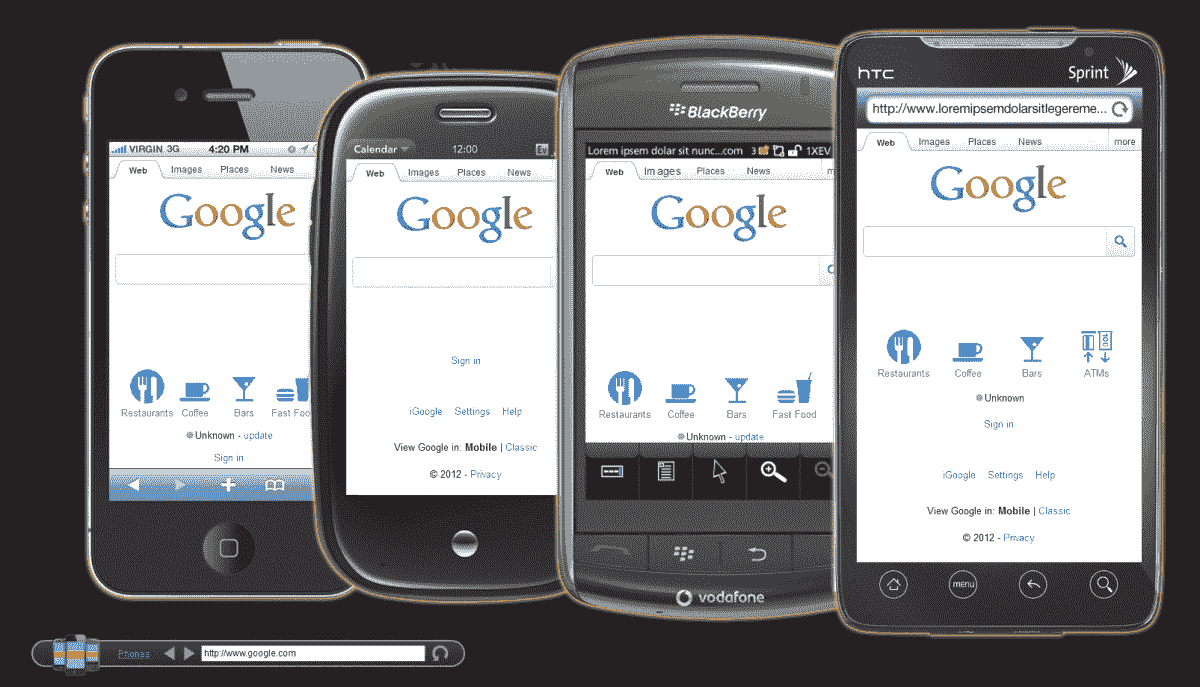 VIRGIN 3G 4:20 PM
Web Images Places News
Google
Restaurants Coffee Bars Fast Foo
Unknown - update
Sign in
Calendar 12:00 Ev
Web Images Places News
Google
Sign in
iGoogle Settings Help
View Google in: Mobile | Classic
© 2012 - Privacy
BlackBerry
Lorem ipsem dolar sit nunc...com 3 1XEV
Web Images Places News m
Google
Restaurants Coffee Bars Fast Food
Unknown - update
vodafone
hTC Sprint
http://www.loremipsemdolarsitlegereme...
Web Images Places News more
Google
Restaurants Coffee Bars ATMs
Unknown
Sign in
iGoogle Settings Help
View Google in: Mobile | Classic
© 2012 - Privacy
menu
Phones http://www.google.com